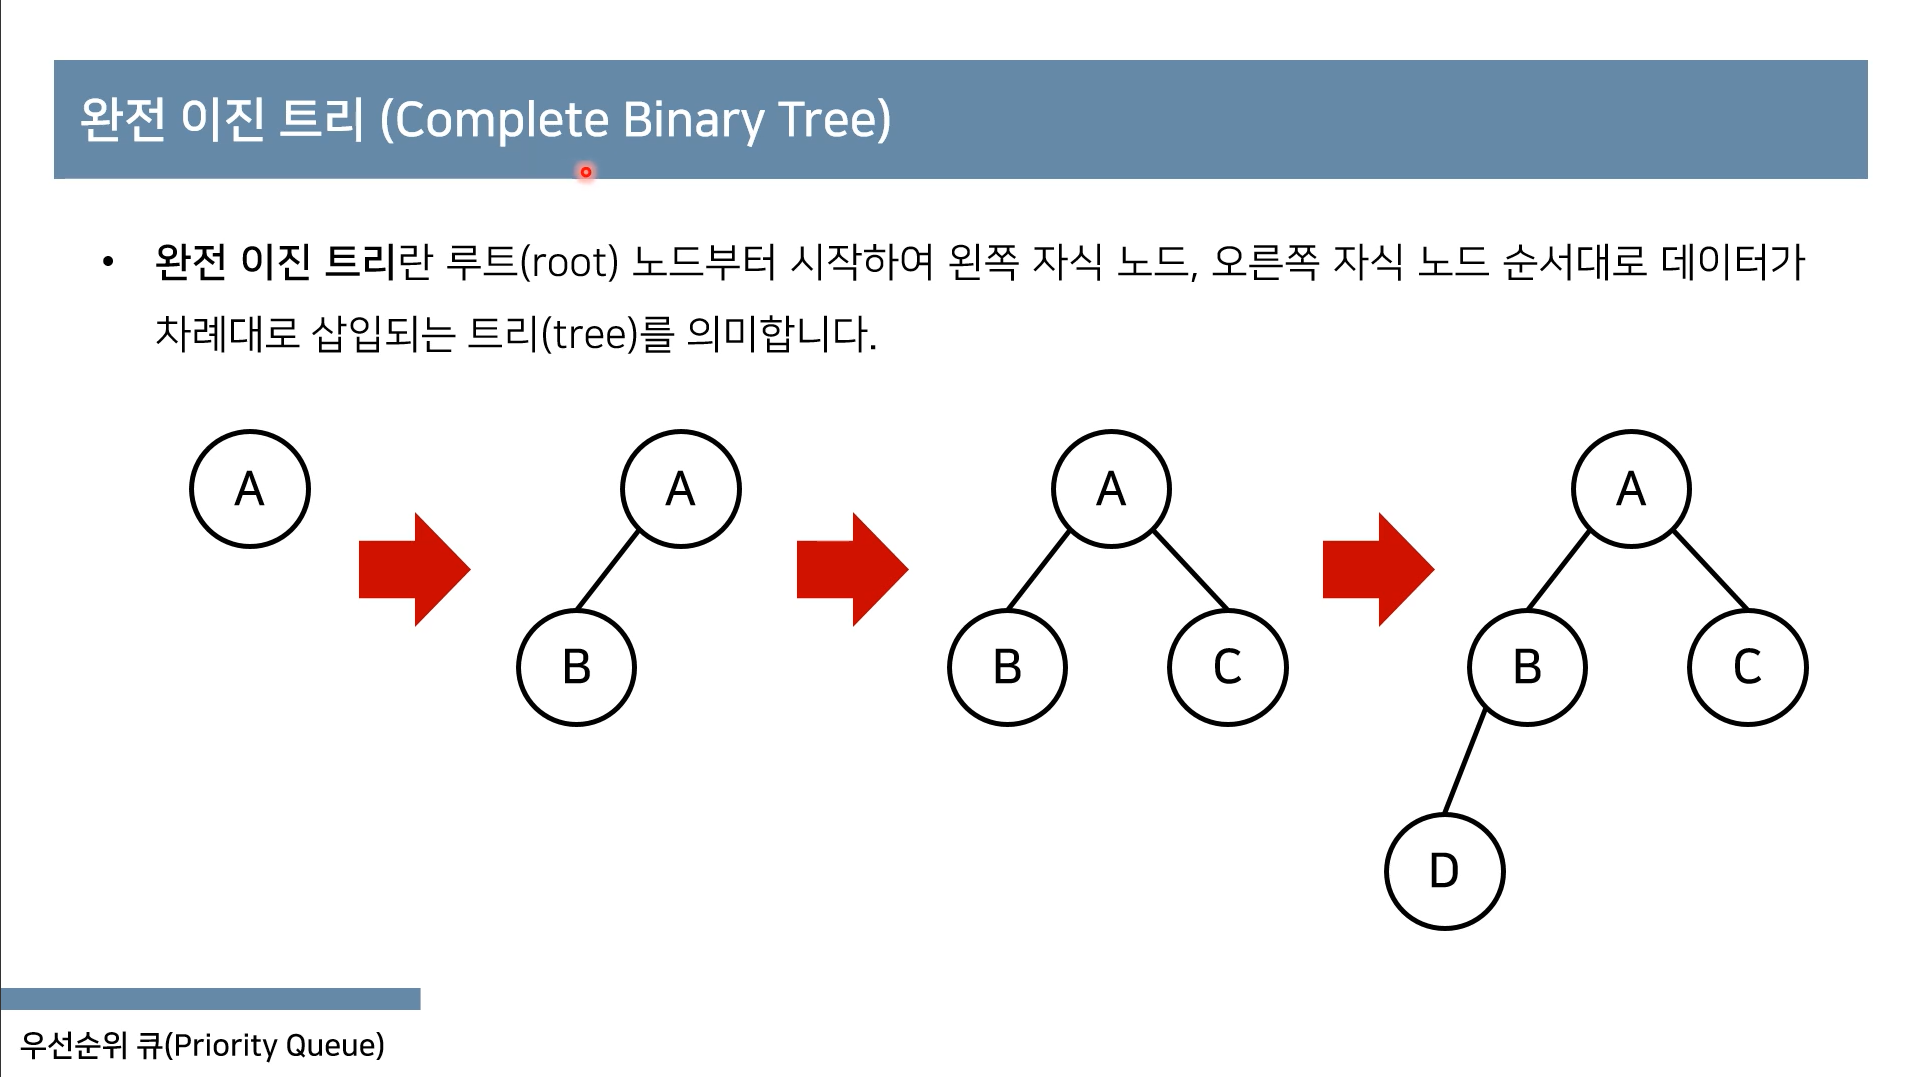 완전 이진 트리 (Complete Binary Tree)
• 완전 이진 트리란 루트(root) 노드부터 시작하여 왼쪽 자식 노드, 오른쪽 자식 노드 순서대로 데이터가
차례대로 삽입되는 트리(tree)를 의미합니다.
A
A
B
A
B
C
A
B
C
D
우선순위 큐(Priority Queue)